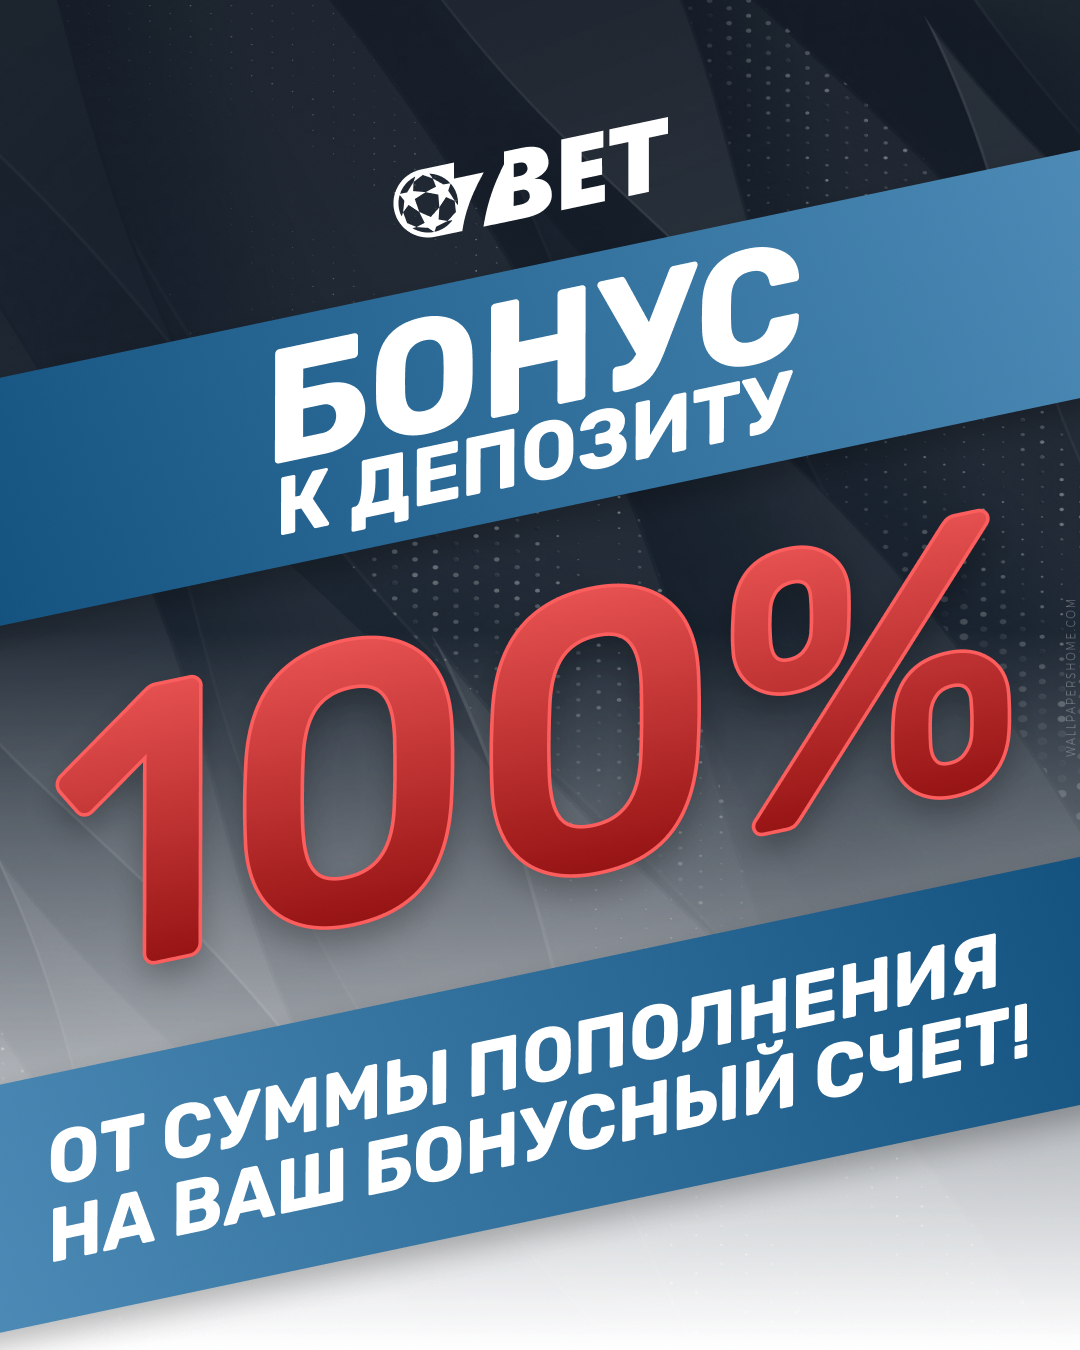 BET
БОНУС
К ДЕПОЗИТУ
100%
ОТ СУММЫ ПОПОЛНЕНИЯ
НА ВАШ БОНУСНЫЙ СЧЕТ!
WALLPAPERSHOME.COM